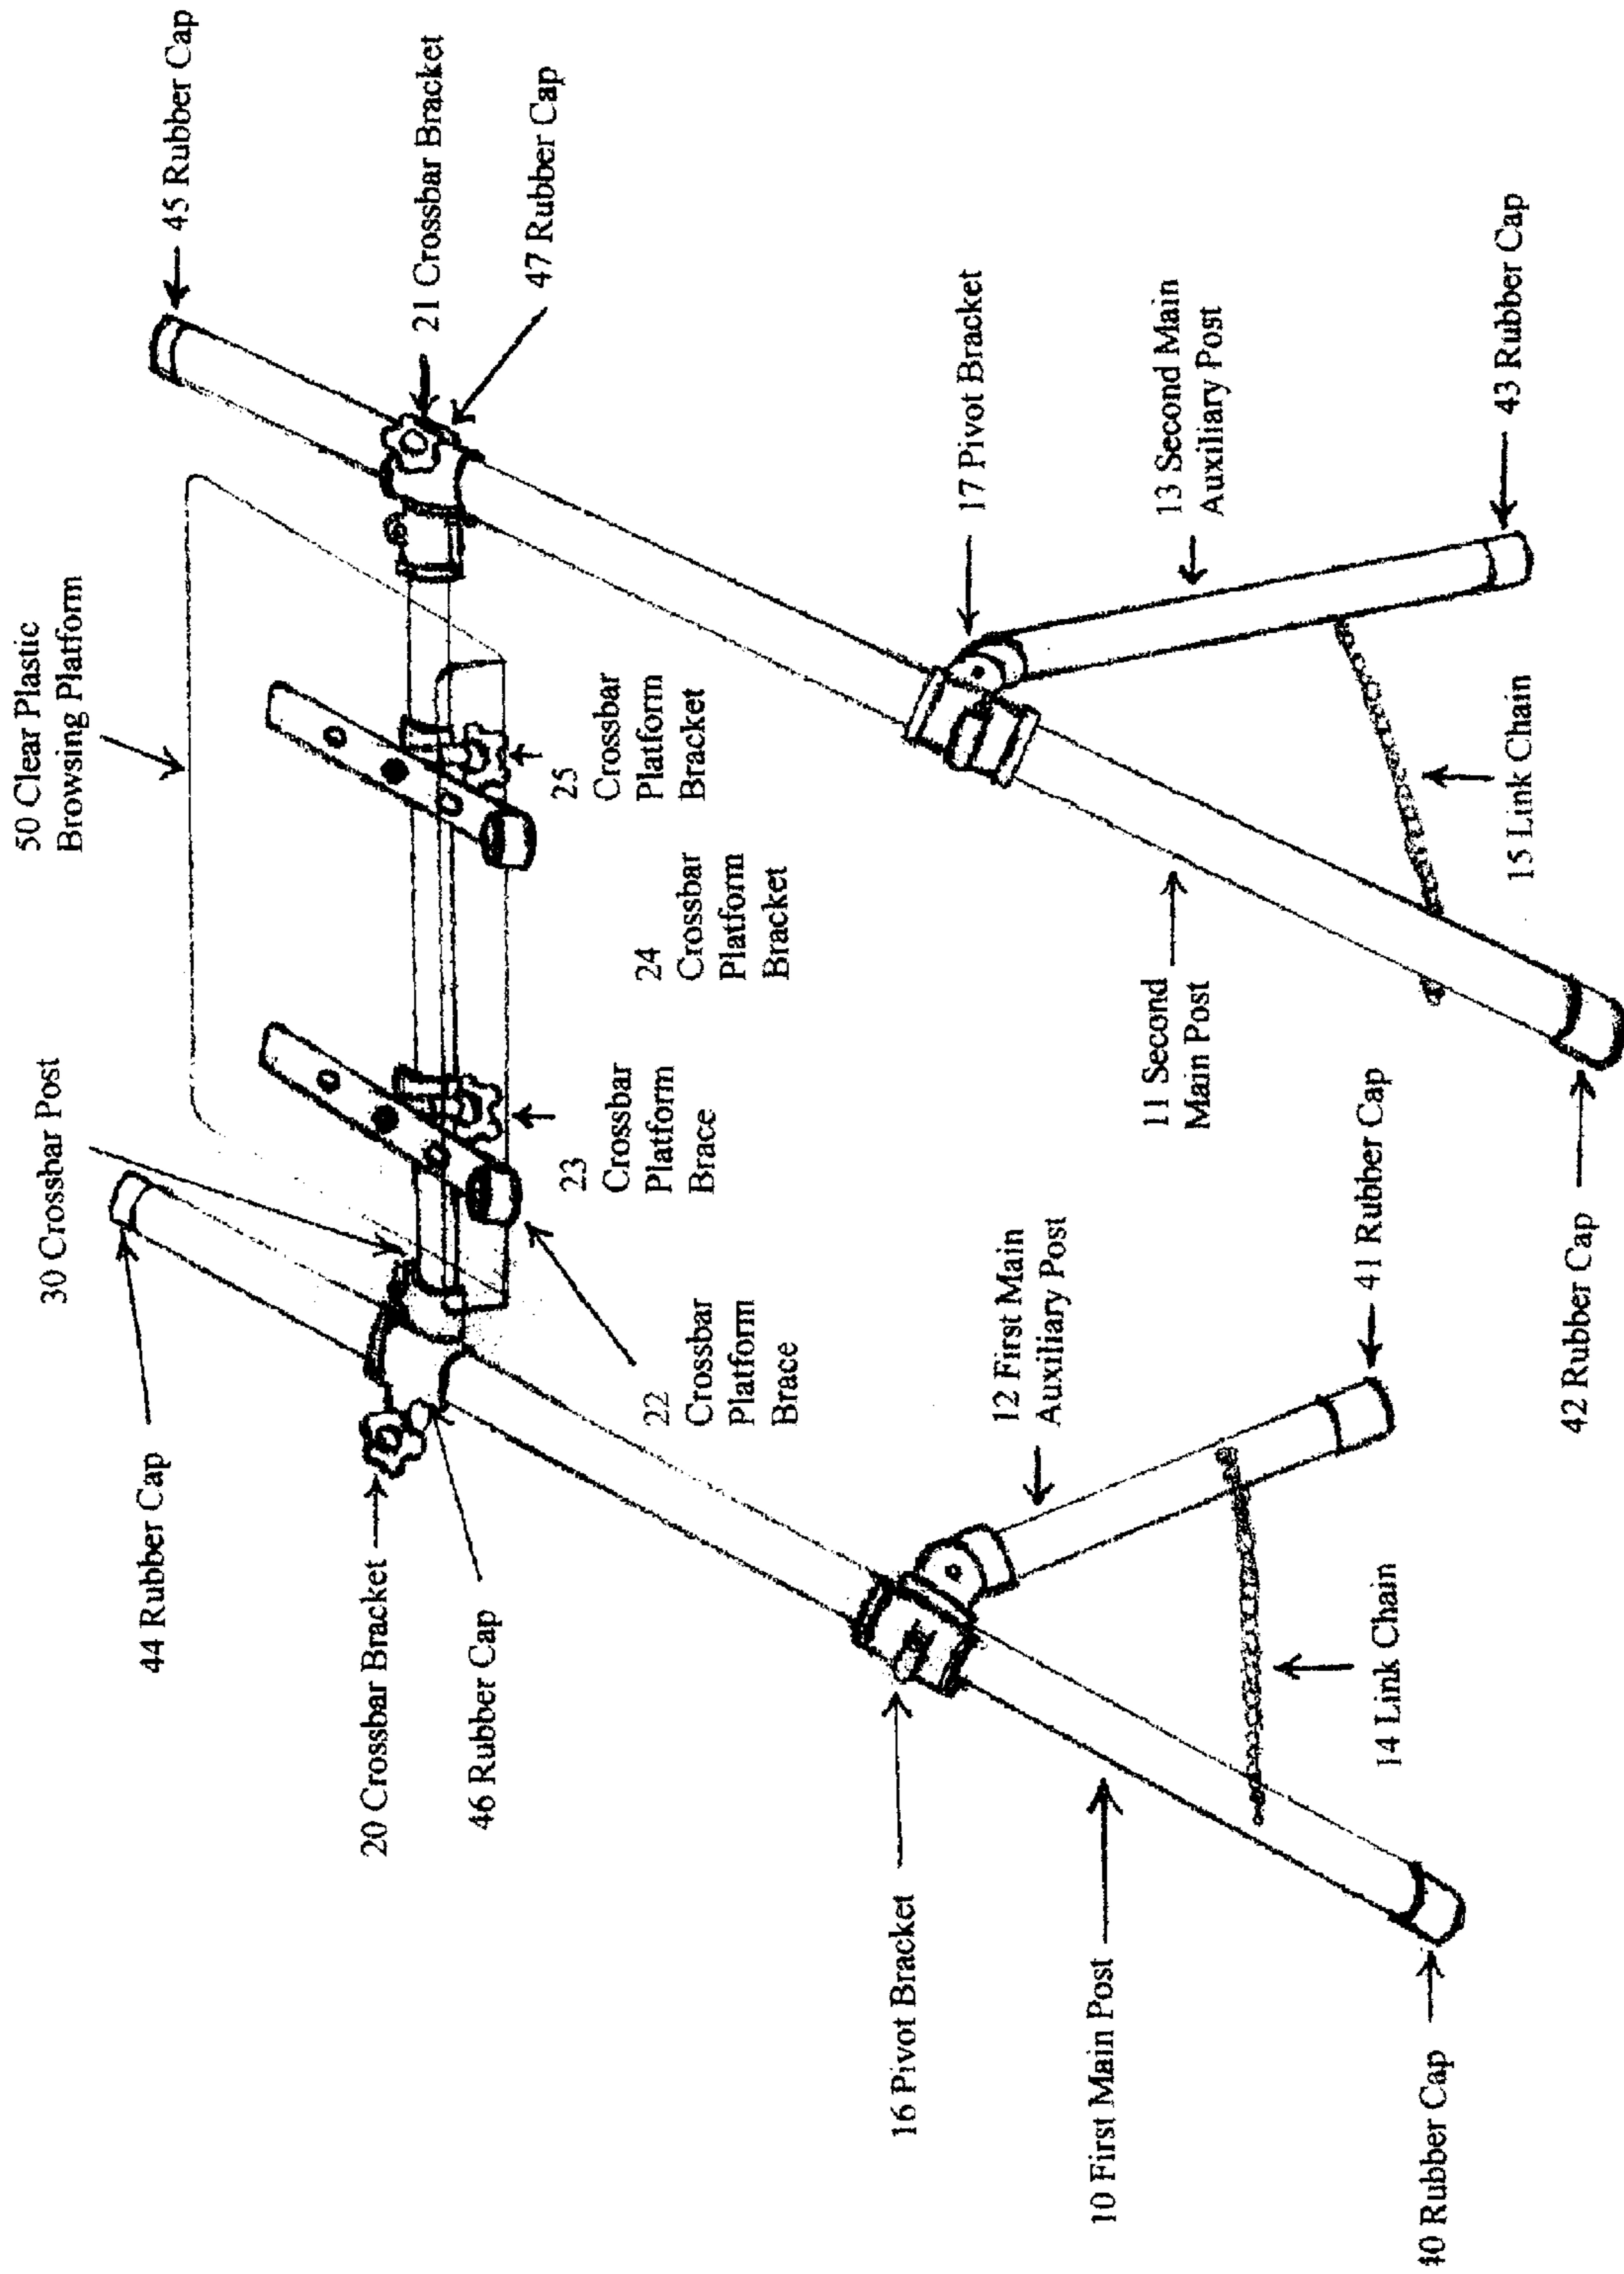 50 Clear Plastic
Browsing Platform
30 Crossbar Post
45 Rubber Cap
44 Rubber Cap
21 Crossbar Bracket
47 Rubber Cap
20 Crossbar Bracket
46 Rubber Cap
25
Crossbar
Platform
Bracket
24
Crossbar
Platform
Bracket
23
Crossbar
Platform
Brace
22
Crossbar
Platform
Brace
17 Pivot Bracket
16 Pivot Bracket
13 Second Main
Auxiliary Post
12 First Main
Auxiliary Post
11 Second
Main Post
10 First Main Post
15 Link Chain
14 Link Chain
43 Rubber Cap
41 Rubber Cap
42 Rubber Cap
40 Rubber Cap